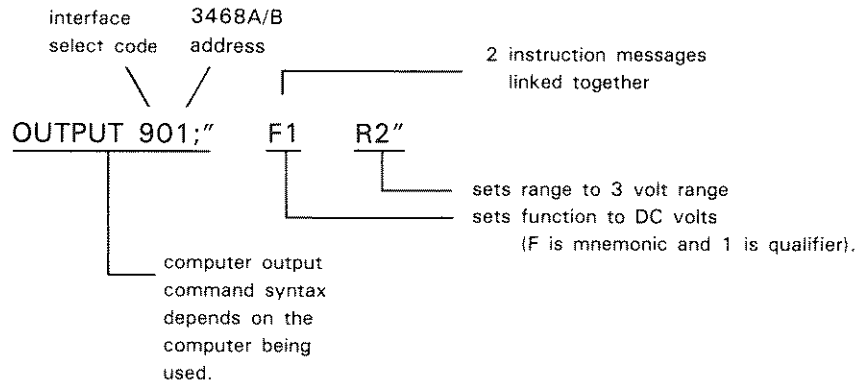 interface 3468A/B
select code address
2 instruction messages
linked together
OUTPUT 901;" F1 R2"
sets range to 3 volt range
sets function to DC volts
(F is mnemonic and 1 is qualifier).
computer output
command syntax
depends on the
computer being
used.